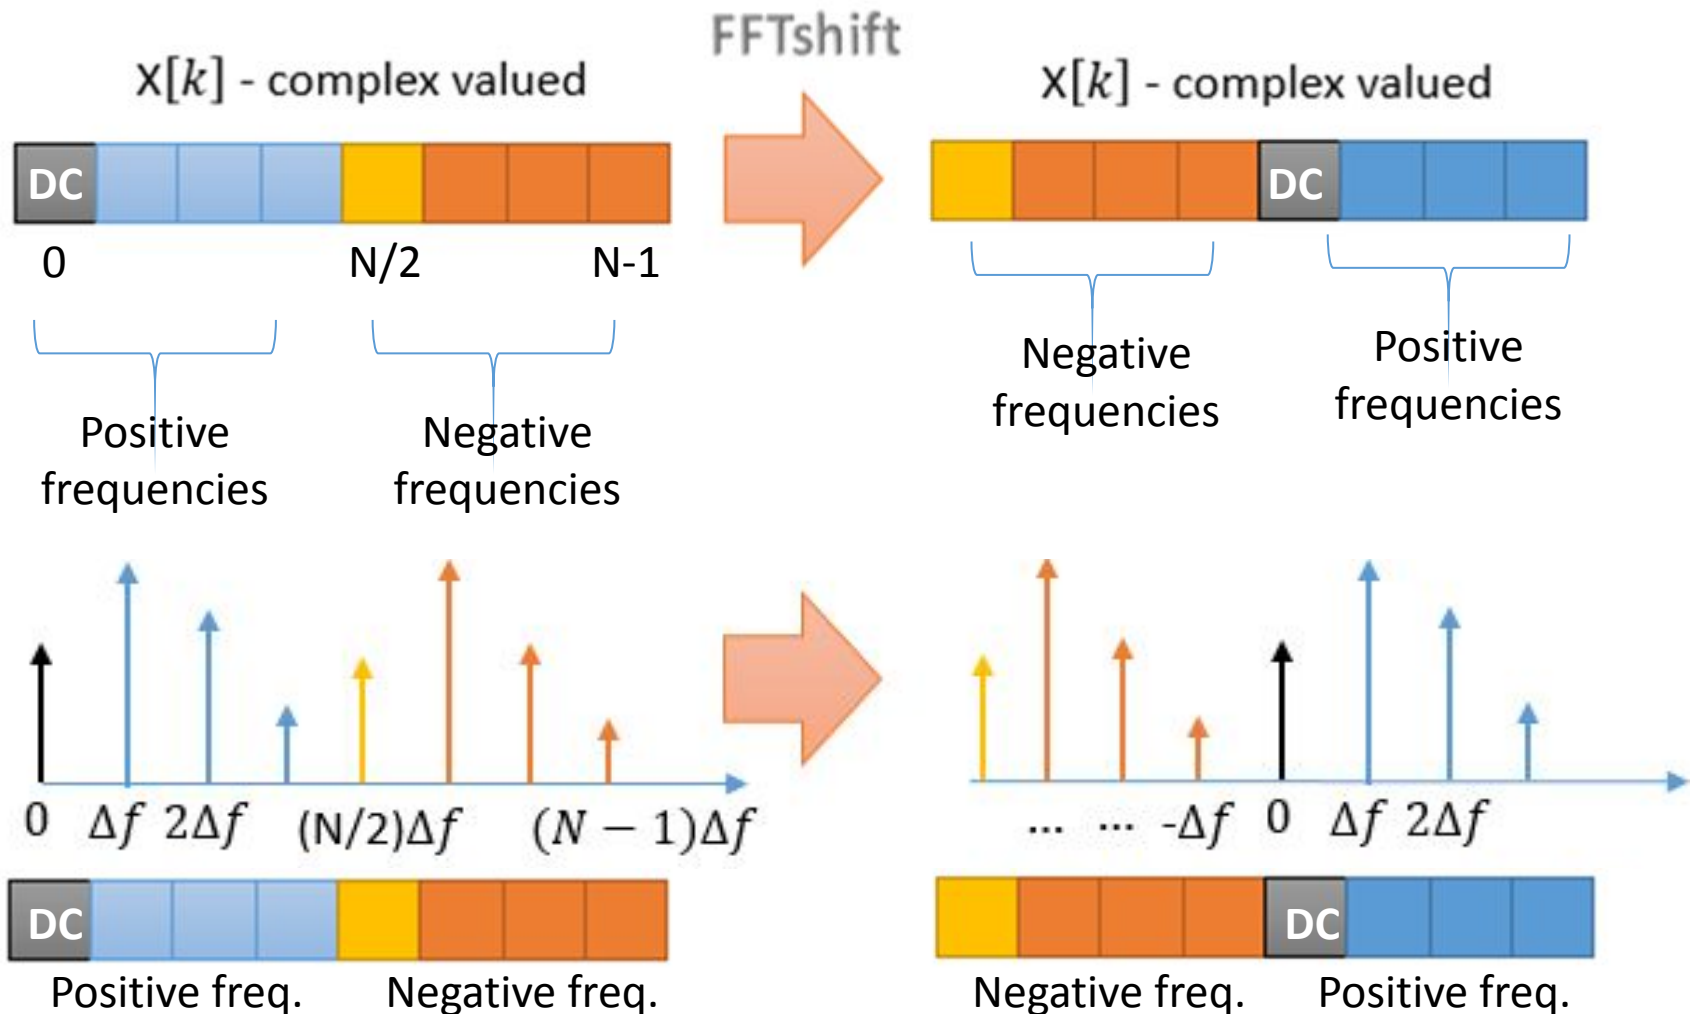 FFTshift
X[k] - complex valued
X[k] - complex valued
DC
DC
0
N/2
N-1
Positive
frequencies
Negative
frequencies
Negative
frequencies
Positive
frequencies
0
Δf
2Δf
(N/2)Δf
(N − 1)Δf
...
...
-Δf
0
Δf
2Δf
DC
DC
Positive freq.
Negative freq.
Negative freq.
Positive freq.